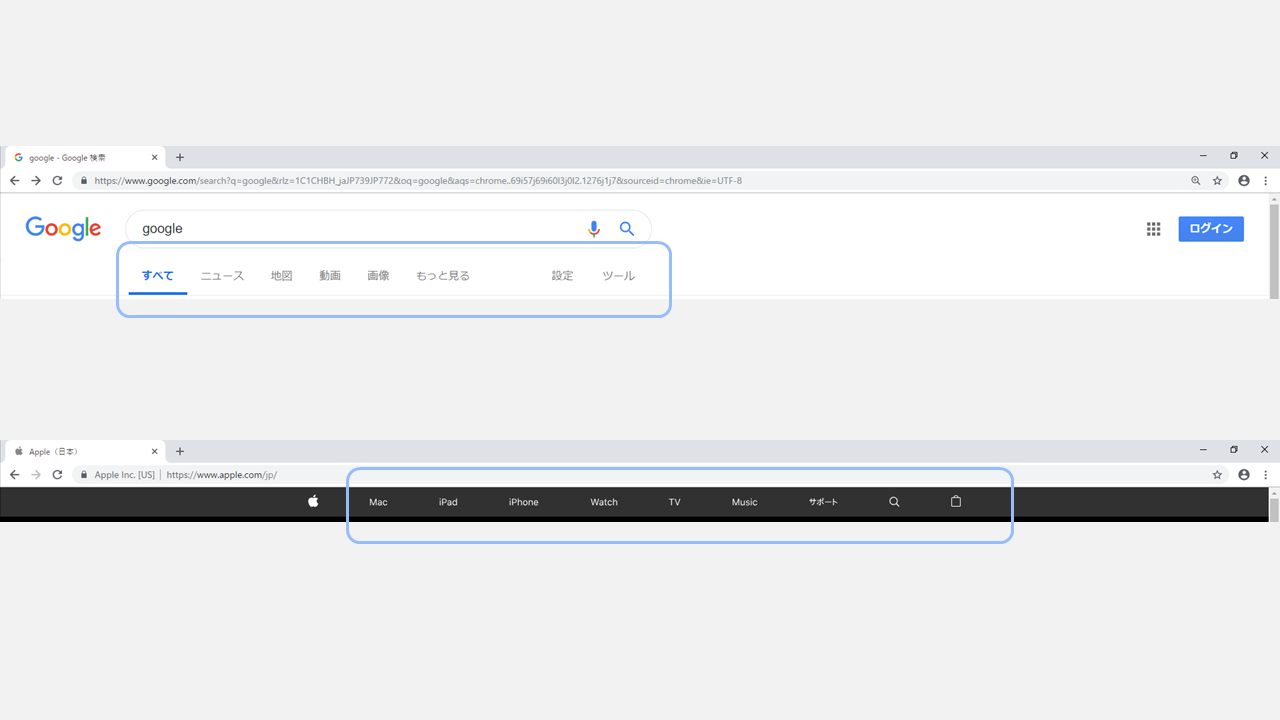 google - Google 検索
https://www.google.com/search?q=google&rlz=1C1CHBH_jaJP739JP772&oq=google&aqs=chrome..69i57j69i60l3j0l2.1276j1j7&sourceid=chrome&ie=UTF-8
Google google ログイン
すべて ニュース 地図 動画 画像 もっと見る 設定 ツール
Apple（日本）
Apple Inc. [US] | https://www.apple.com/jp/
Mac iPad iPhone Watch TV Music サポート